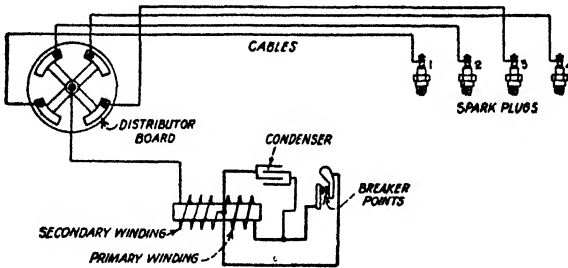 CABLES
1
2
3
4
SPARK PLUGS
DISTRIBUTOR
BOARD
CONDENSER
BREAKER
POINTS
SECONDARY WINDING
PRIMARY WINDING